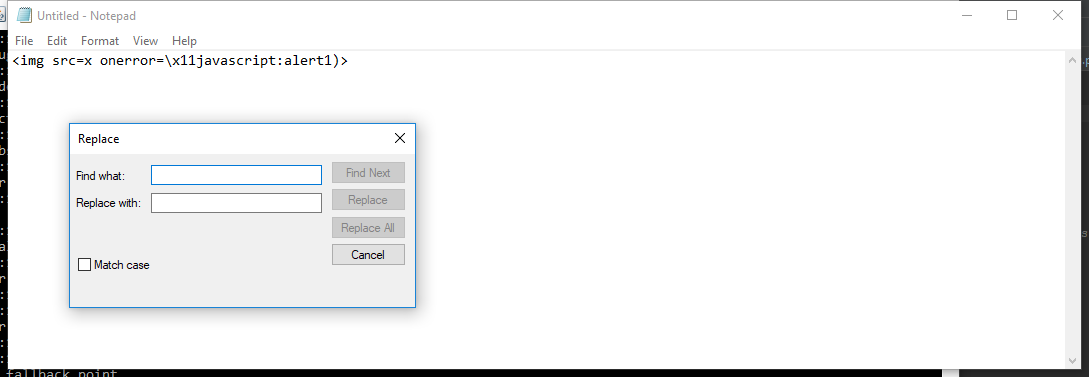 Untitled - Notepad
File Edit Format View Help
<img src=x onerror=\x11javascript:alert1)>
Replace
Find what:
Find Next
Replace with:
Replace
Replace All
Cancel
Match case
fallback point